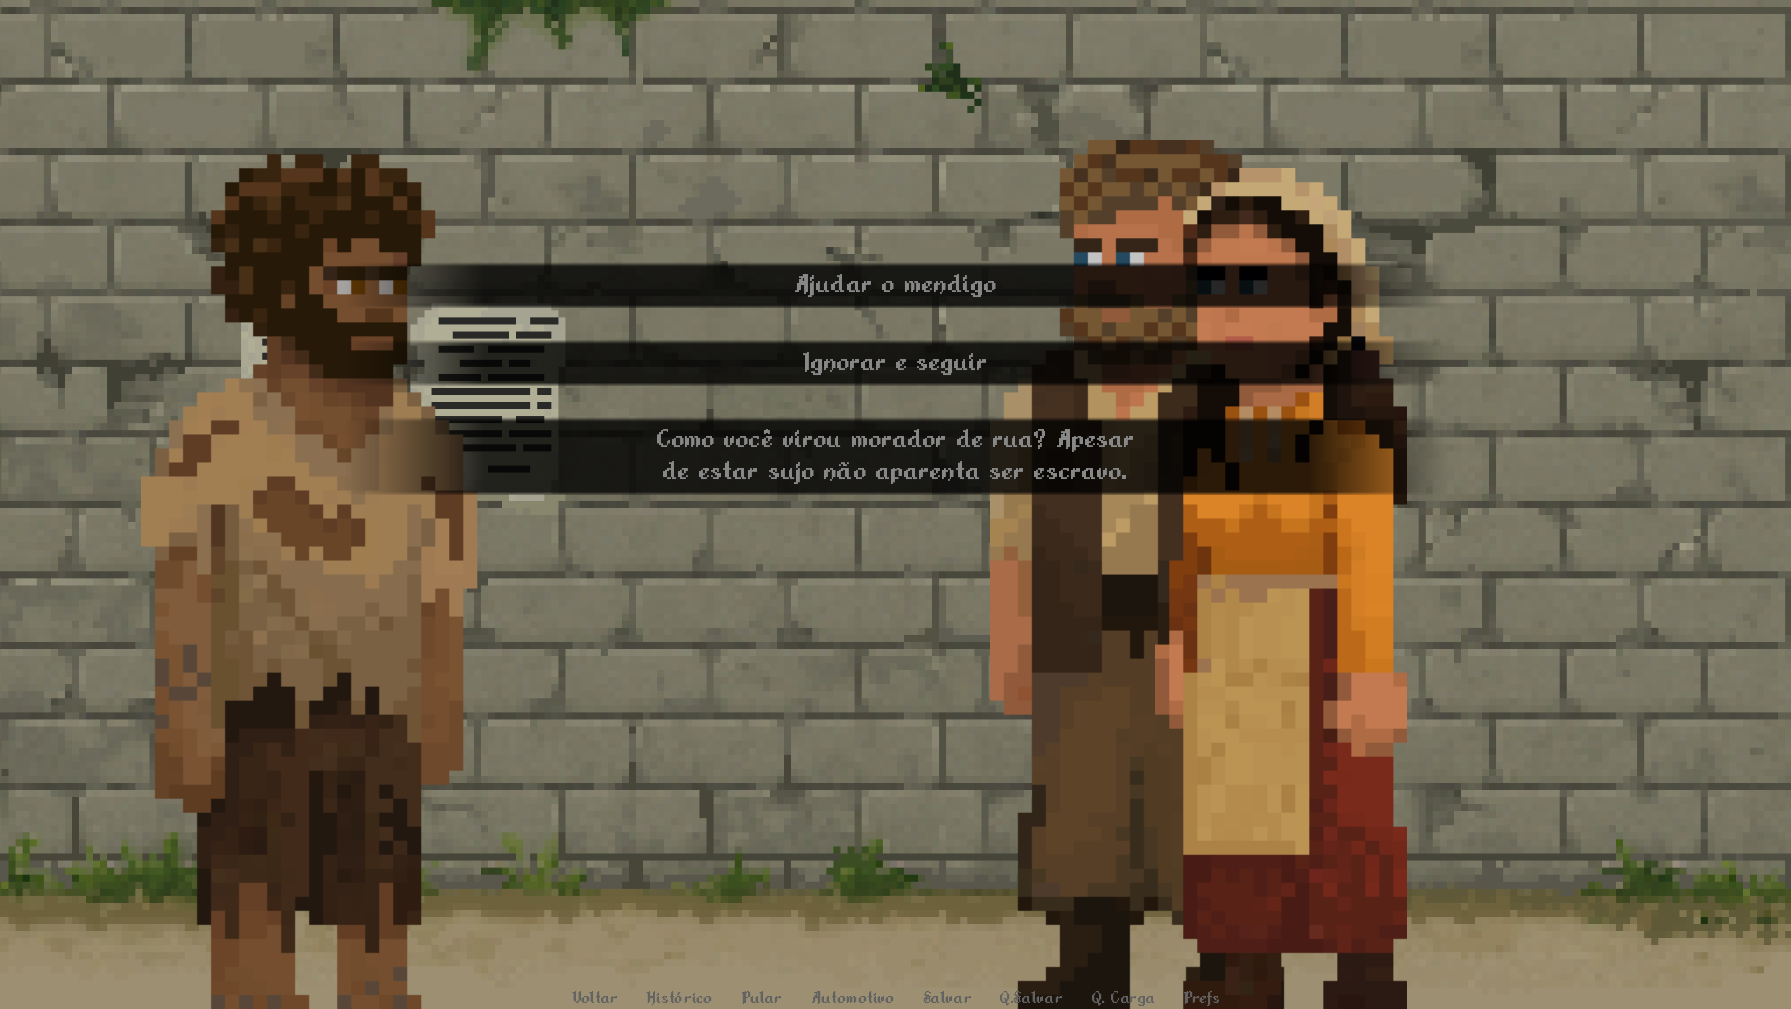 Ajudar o mendigo
Ignorar e seguir
Como você virou morador de rua? Apesar
de estar sujo não aparenta ser escravo.
Voltar Histórico Pular Automotivo Salvar Q.Salvar Q. Carga Prefs